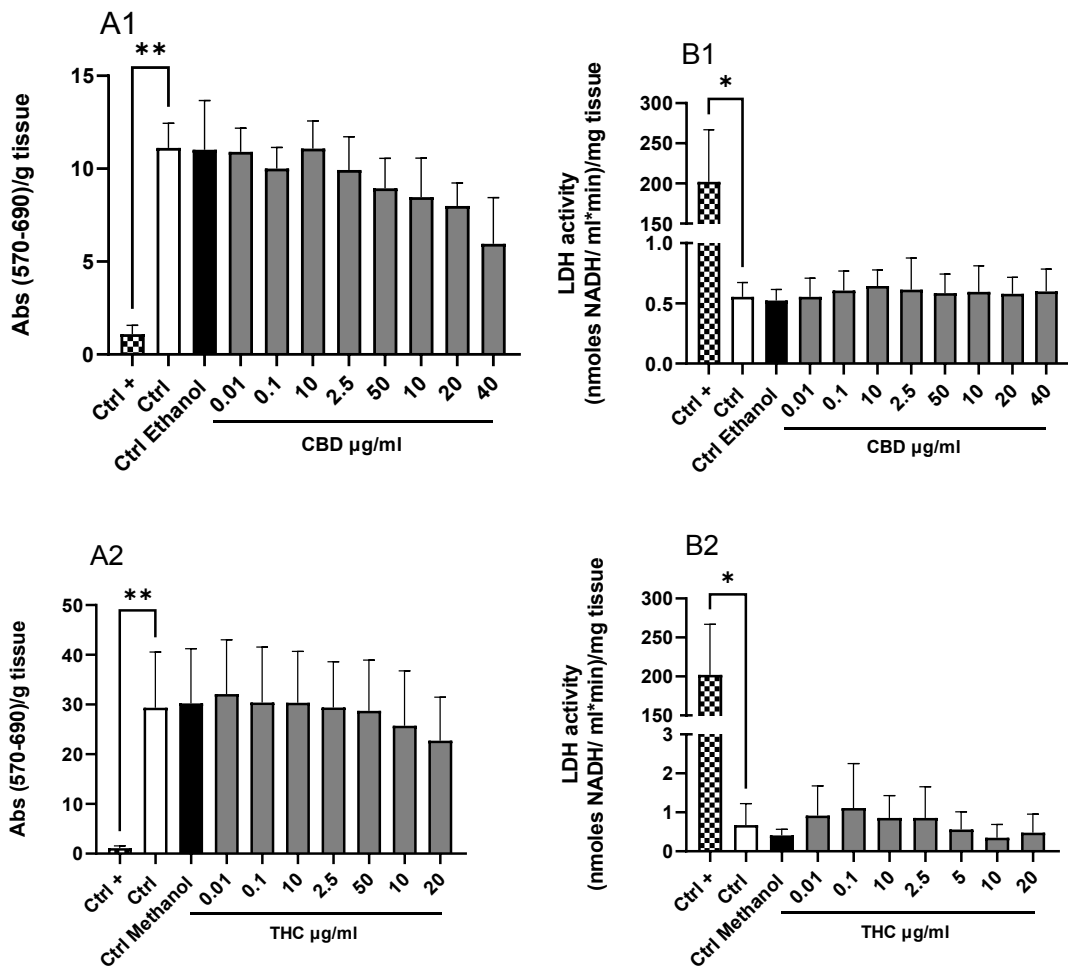 A1
**
Abs (570-690)/g tissue
15
10
5
0
Ctrl +
Ctrl
Ctrl Ethanol
0.01
0.1
10
2.5
50
10
20
40
CBD µg/ml
B1
*
LDH activity
(nmoles NADH/ ml*min)/mg tissue
300
250
200
150
1.0
0.5
0.0
Ctrl +
Ctrl
Ctrl Ethanol
0.01
0.1
10
2.5
50
10
20
40
CBD µg/ml
A2
**
Abs (570-690)/g tissue
50
40
30
20
10
0
Ctrl +
Ctrl
Ctrl Methanol
0.01
0.1
10
2.5
50
10
20
THC µg/ml
B2
*
LDH activity
(nmoles NADH/ ml*min)/mg tissue
300
250
200
150
3
2
1
0
Ctrl +
Ctrl
Ctrl Methanol
0.01
0.1
10
2.5
5
10
20
THC µg/ml